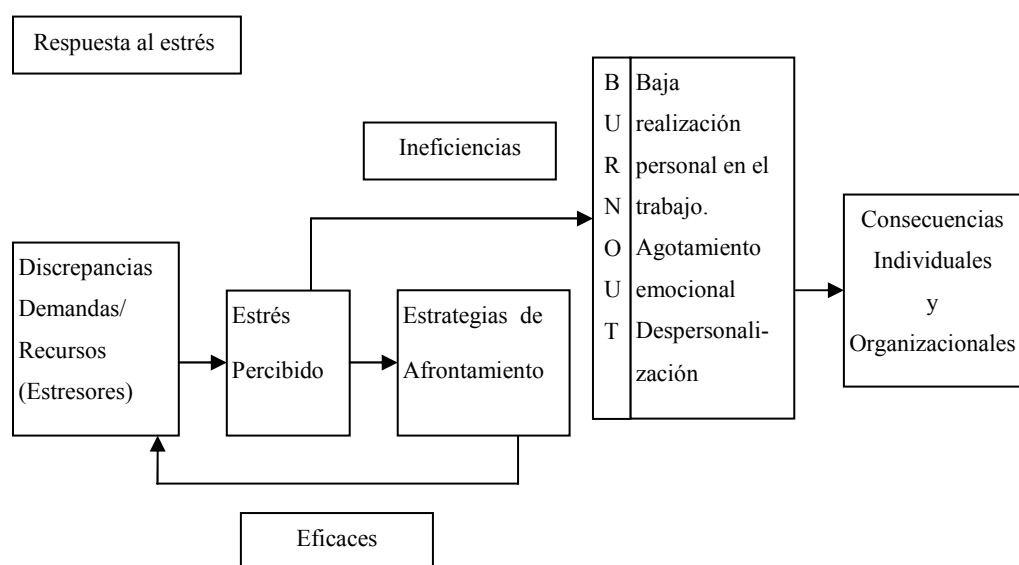 Respuesta al estrés
Ineficiencias
Discrepancias
Demandas/
Recursos
(Estresores)
Estrés
Percibido
Estrategias de
Afrontamiento
B
U
R
N
O
U
T
Baja
realización
personal en el
trabajo.
Agotamiento
emocional
Despersonali-
zación
Consecuencias
Individuales
y
Organizacionales
Eficaces